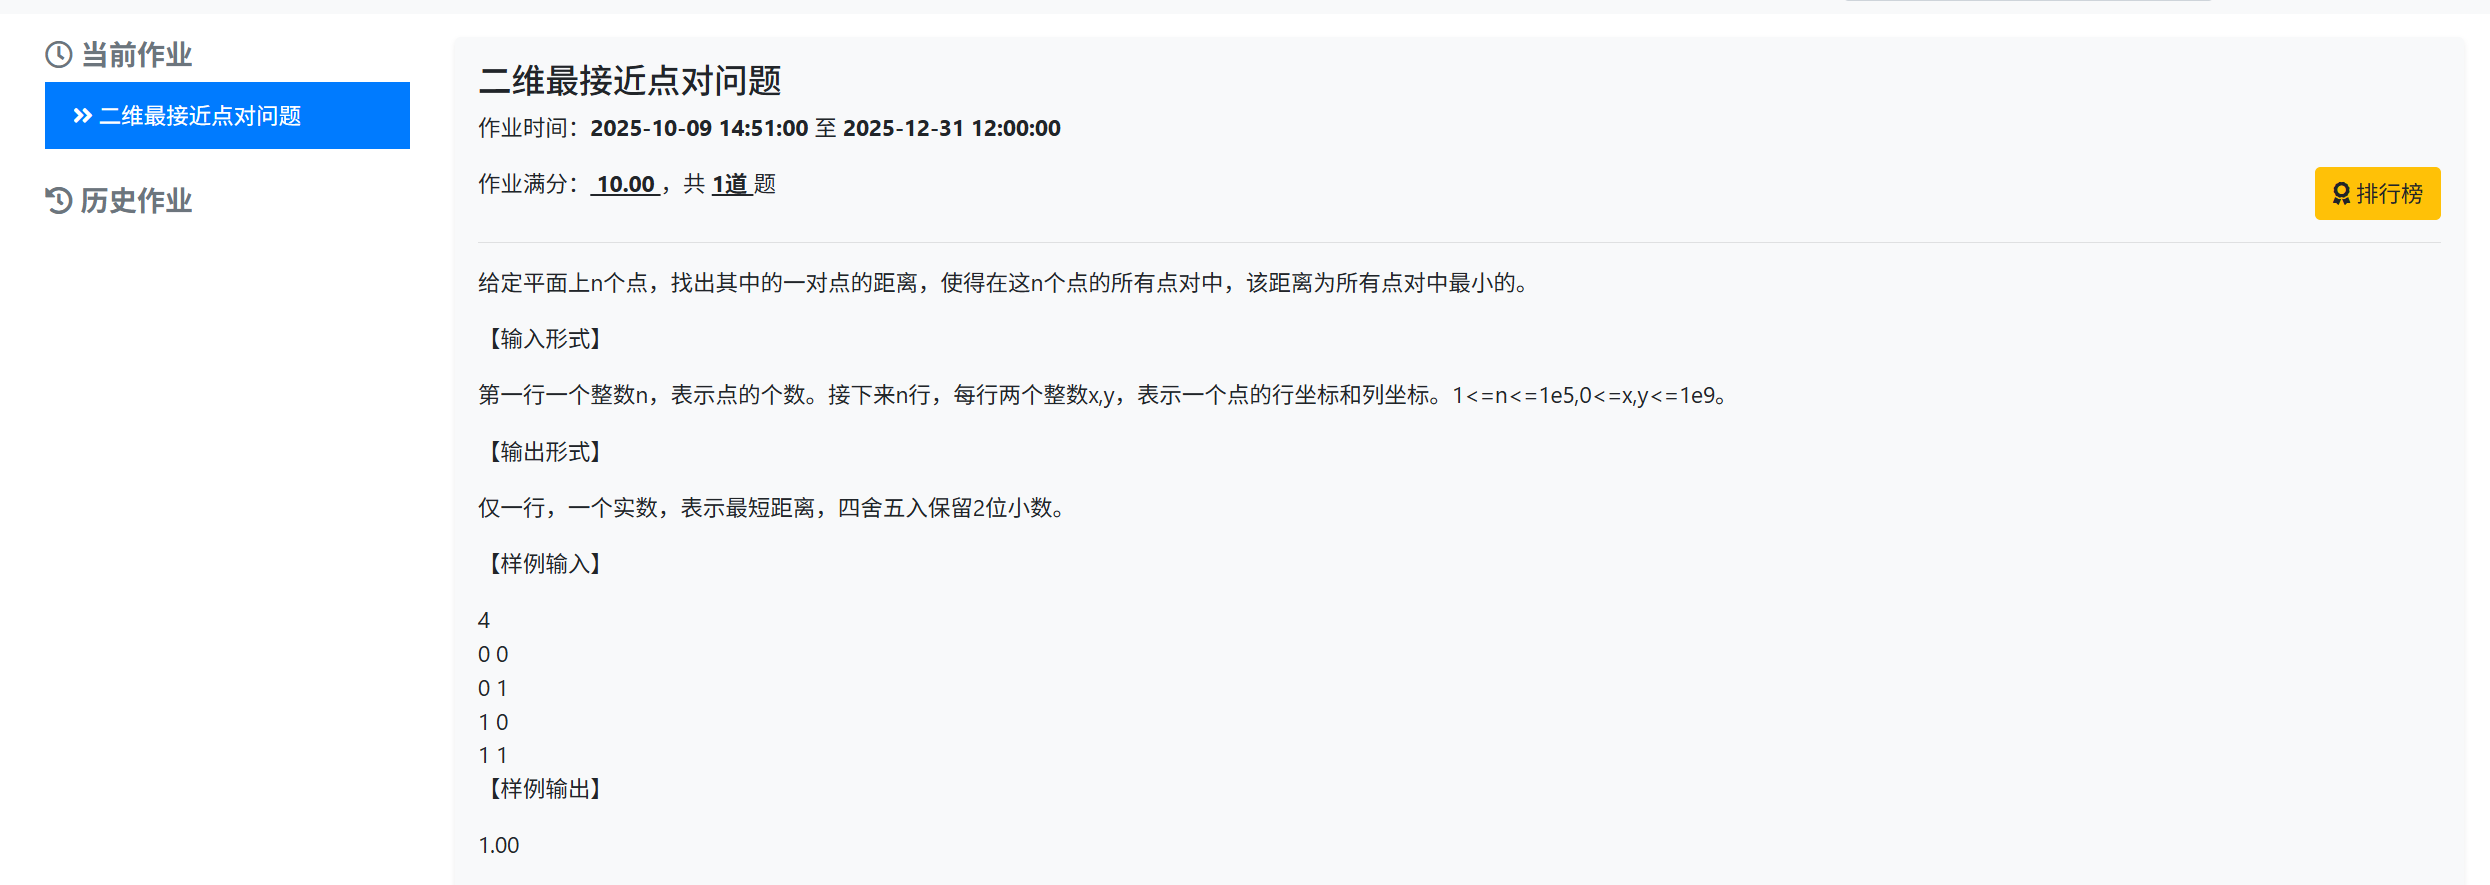 当前作业
二维最接近点对问题
历史作业
二维最接近点对问题
作业时间：2025-10-09 14:51:00 至 2025-12-31 12:00:00
作业满分： 10.00 ，共 1道 题
排行榜
给定平面上n个点，找出其中的一对点的距离，使得在这n个点的所有点对中，该距离为所有点对中最小的。
【输入形式】
第一行一个整数n，表示点的个数。接下来n行，每行两个整数x,y，表示一个点的行坐标和列坐标。1<=n<=1e5,0<=x,y<=1e9。
【输出形式】
仅一行，一个实数，表示最短距离，四舍五入保留2位小数。
【样例输入】
4
0 0
0 1
1 0
1 1
【样例输出】
1.00